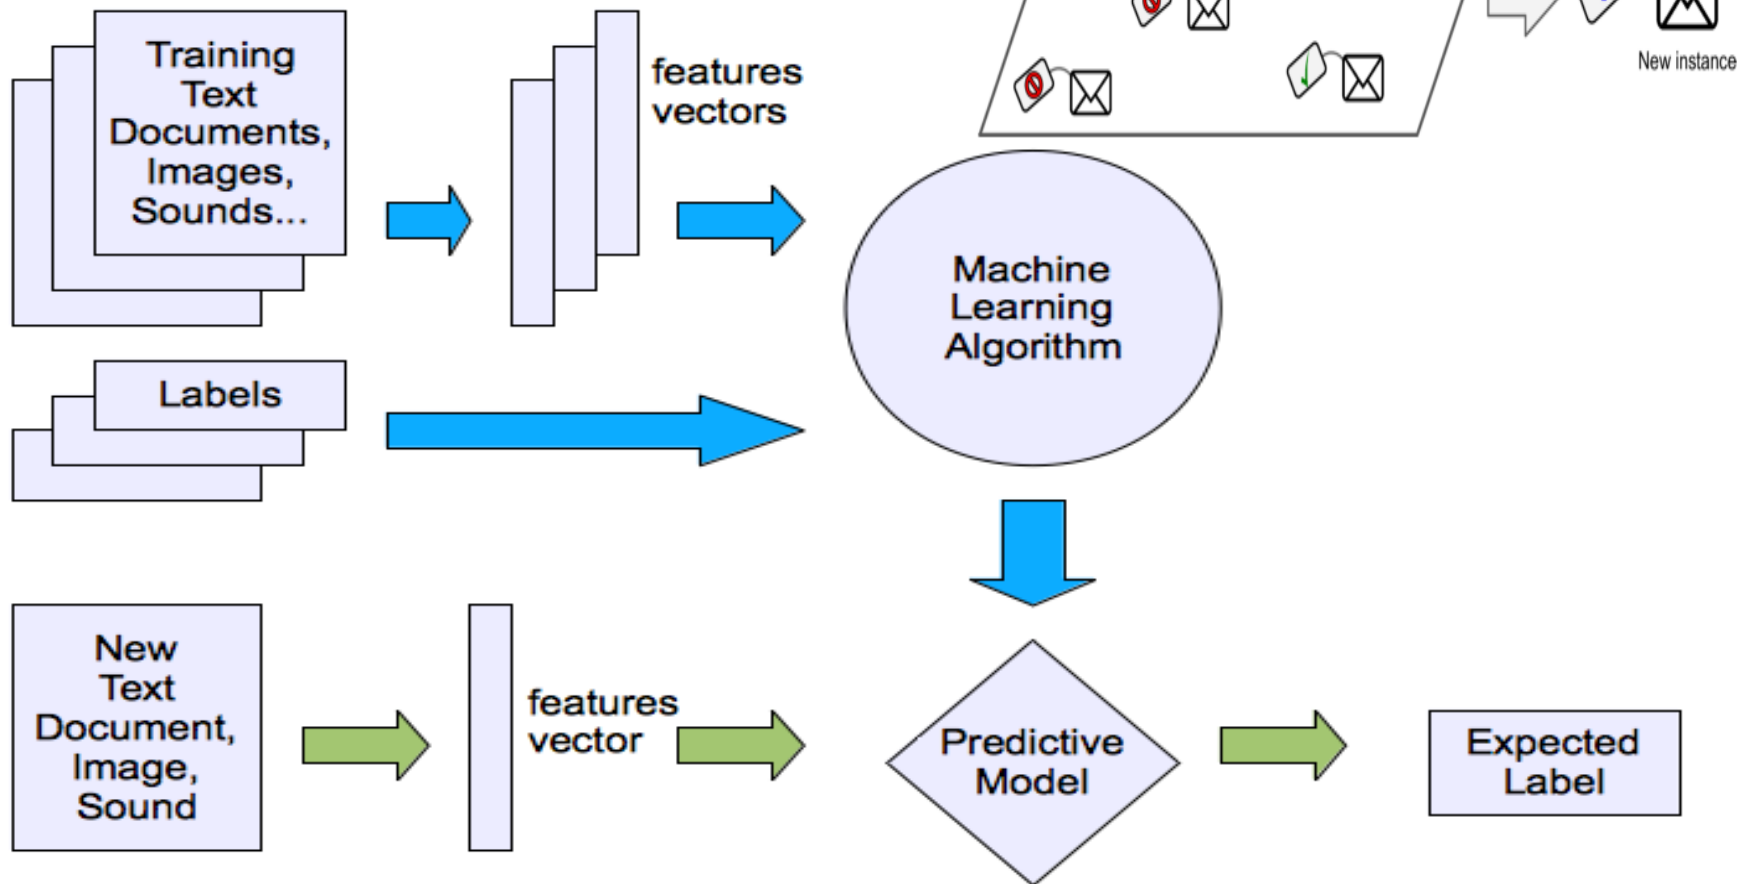 Training
Text
Documents,
Images,
Sounds...
features
vectors
New instance
Machine
Learning
Algorithm
Labels
New
Text
Document,
Image,
Sound
features
vector
Predictive
Model
Expected
Label